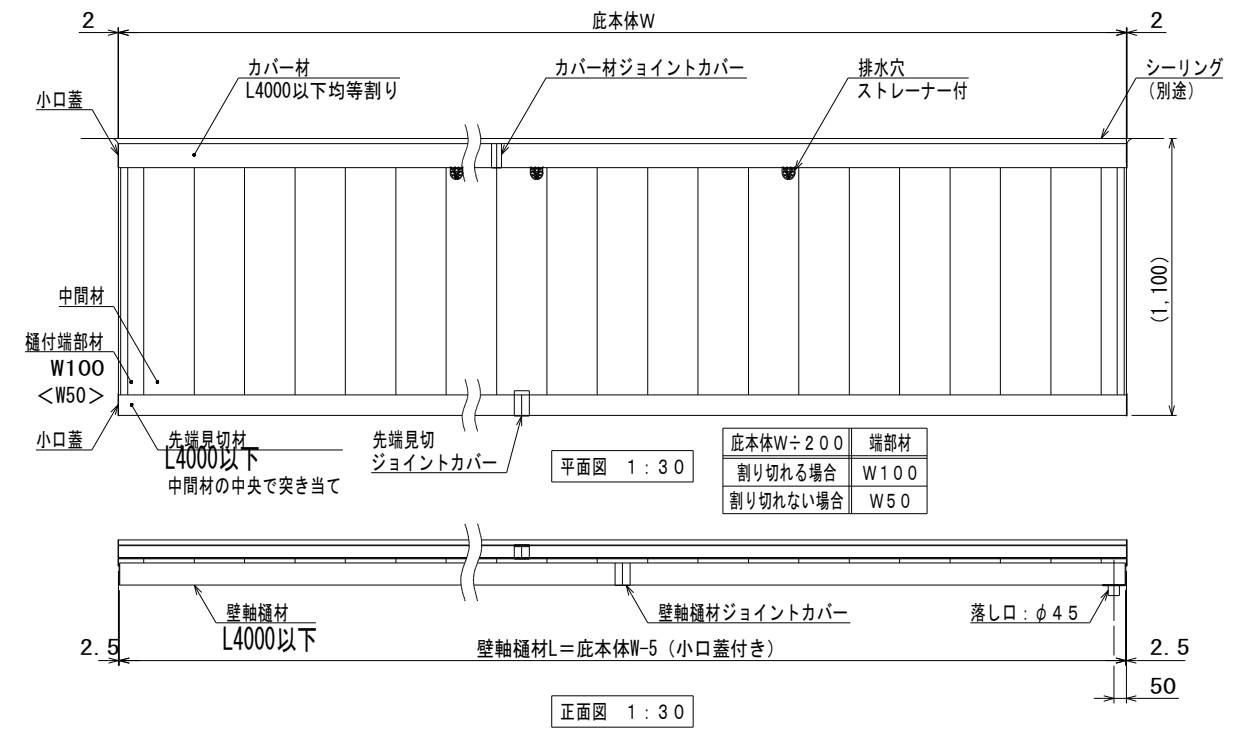 2
庇本体W
2
カバー材
L4000以下均等割り
カバー材ジョイントカバー
排水穴
ストレーナー付
シーリング
(別途)
小口蓋
(1,100)
中間材
樋付端部材
W100
<W50>
小口蓋
先端見切材
L4000以下
中間材の中央で突き当て
先端見切
ジョイントカバー
平面図 1:30
庇本体W÷200 端部材
割り切れる場合 W100
割り切れない場合 W50
壁軸樋材
L4000以下
壁軸樋材ジョイントカバー
落し口:φ45
2.5
壁軸樋材L=庇本体W-5(小口蓋付き)
2.5
50
正面図 1:30